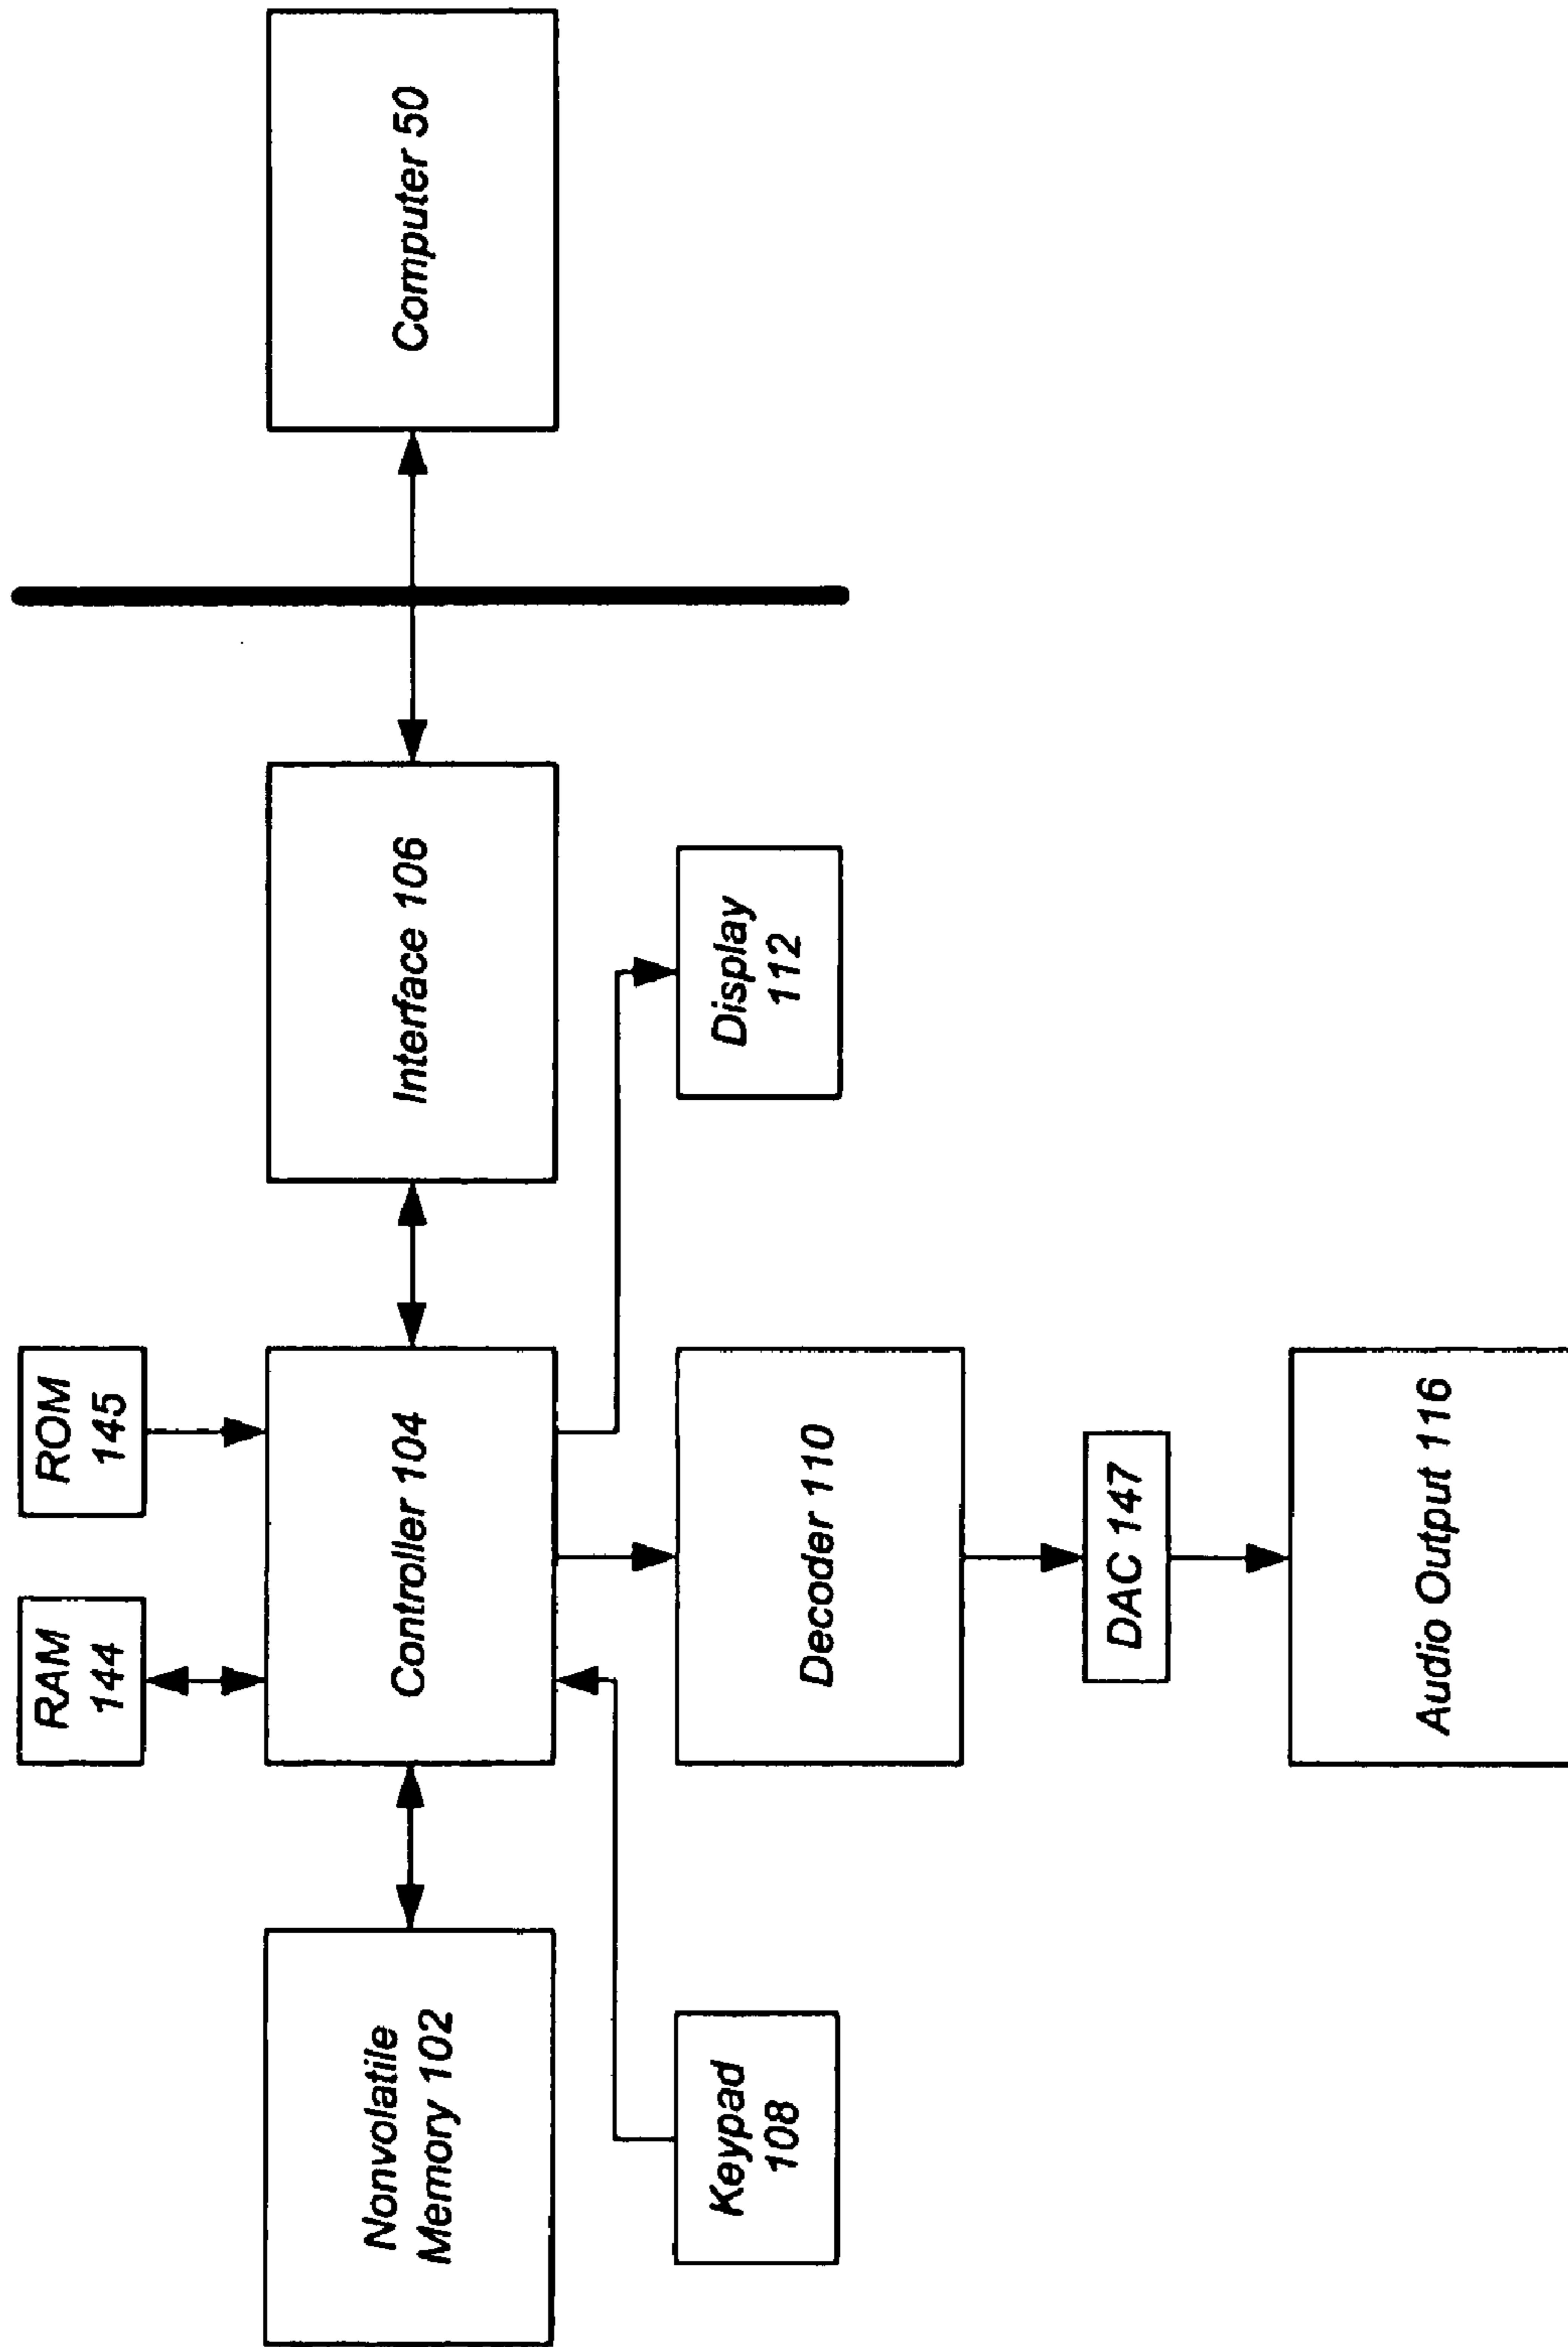 RAM
144
ROM
145
Nonvolatile
Memory 102
Controller 104
Interface 106
Computer 50
Keypad
108
Decoder 110
Display
112
DAC 147
Audio Output 116